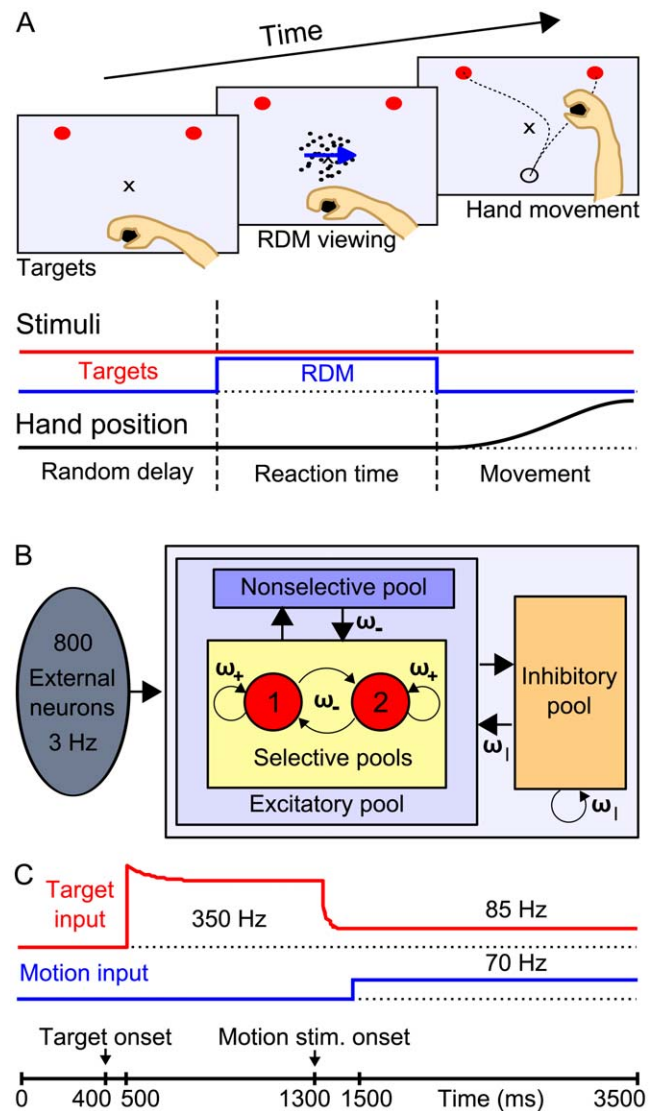 A
Time
x
x
x
Targets
RDM viewing
Hand movement
Stimuli
Targets
RDM
Hand position
Random delay
Reaction time
Movement
B
800
External
neurons
3 Hz
Nonselective pool
ω-
ω+
1
ω-
2
ω+
Selective pools
Excitatory pool
Inhibitory
pool
ωI
ωI
C
Target
input
350 Hz
85 Hz
Motion input
70 Hz
Target onset
Motion stim. onset
0
400
500
1300
1500
Time (ms)
3500